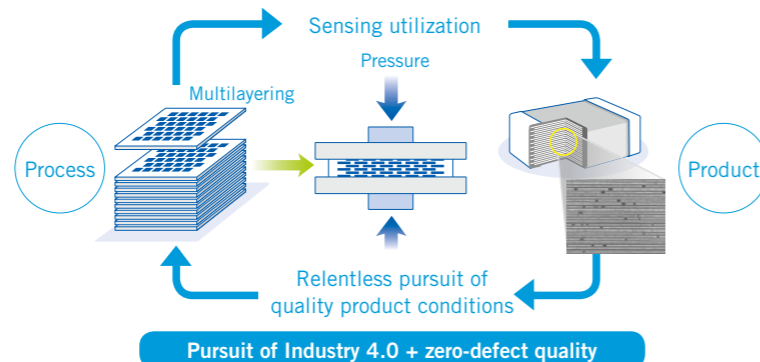 Sensing utilization
Pressure
Multilayering
Process
Product
Relentless pursuit of
quality product conditions
Pursuit of Industry 4.0 + zero-defect quality